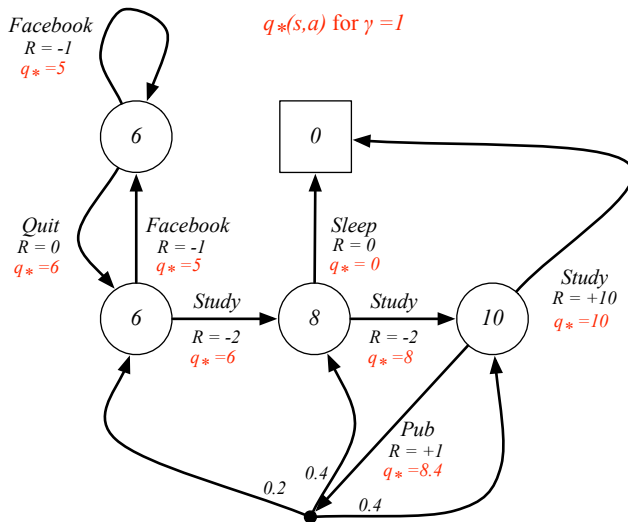 Facebook
R = -1
q* =5
q*(s,a) for γ =1
6
0
Quit
R = 0
q* =6
Facebook
R = -1
q* =5
Sleep
R = 0
q* = 0
Study
R = +10
q* =10
6
Study
R = -2
q* =6
8
Study
R = -2
q* =8
10
Pub
R = +1
q* =8.4
0.2
0.4
0.4